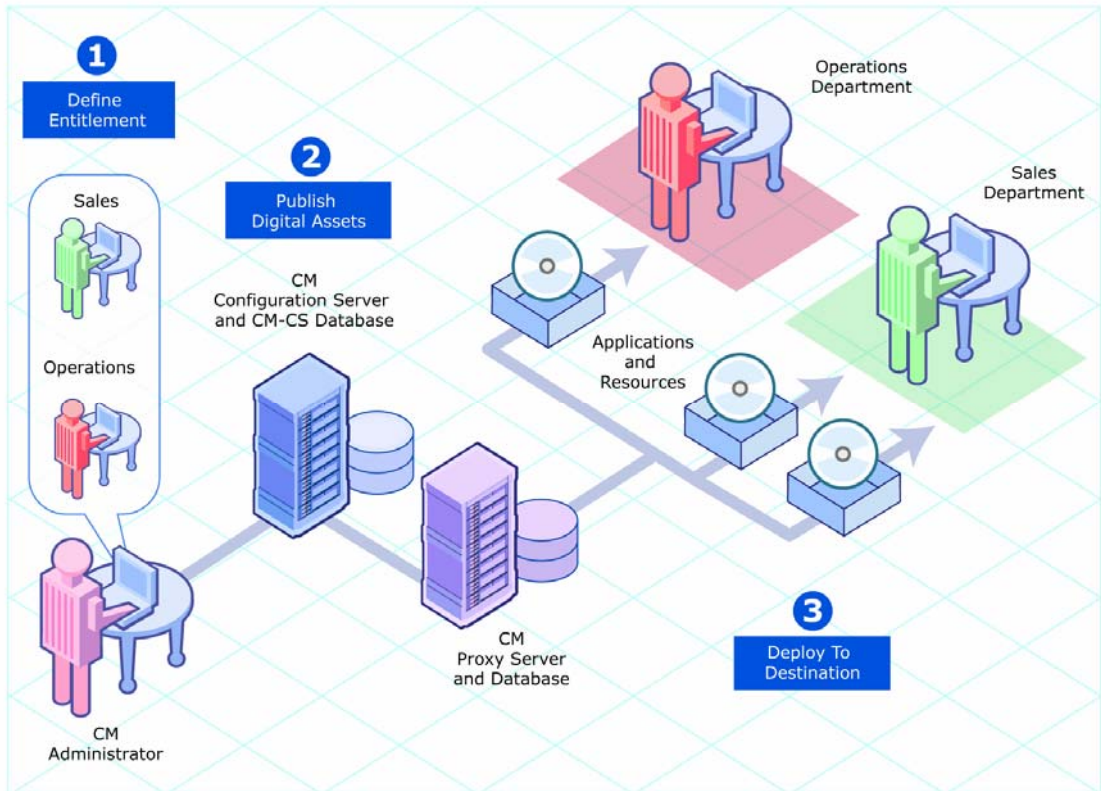 1
Define
Entitlement
Sales
Operations
CM
Administrator
2
Publish
Digital Assets
CM
Configuration Server
and CM-CS Database
CM
Proxy Server
and Database
Applications
and
Resources
Operations
Department
Sales
Department
3
Deploy To
Destination